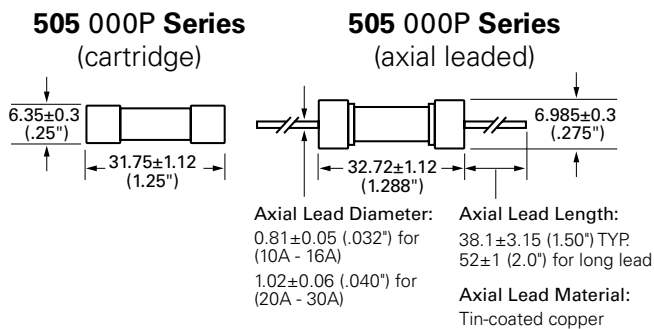 505 000P Series
(cartridge)
505 000P Series
(axial leaded)
6.35±0.3
(.25")
31.75±1.12
(1.25")
32.72±1.12
(1.288")
6.985±0.3
(.275")
Axial Lead Diameter:
0.81±0.05 (.032") for
(10A - 16A)
1.02±0.06 (.040") for
(20A - 30A)
Axial Lead Length:
38.1±3.15 (1.50") TYP.
52±1 (2.0") for long lead
Axial Lead Material:
Tin-coated copper